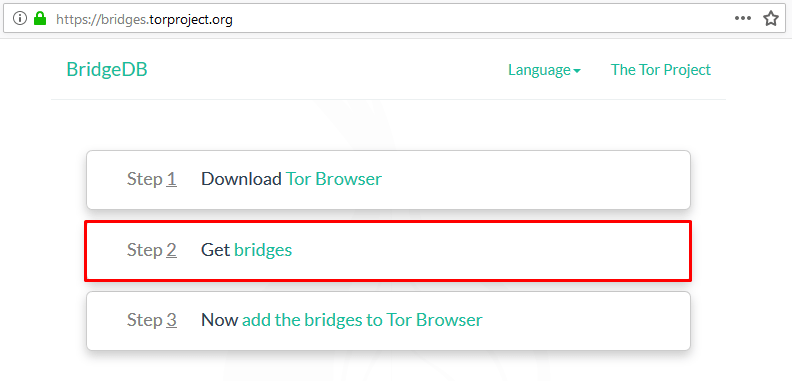 https://bridges.torproject.org
BridgeDB Language The Tor Project
Step 1 Download Tor Browser
Step 2 Get bridges
Step 3 Now add the bridges to Tor Browser